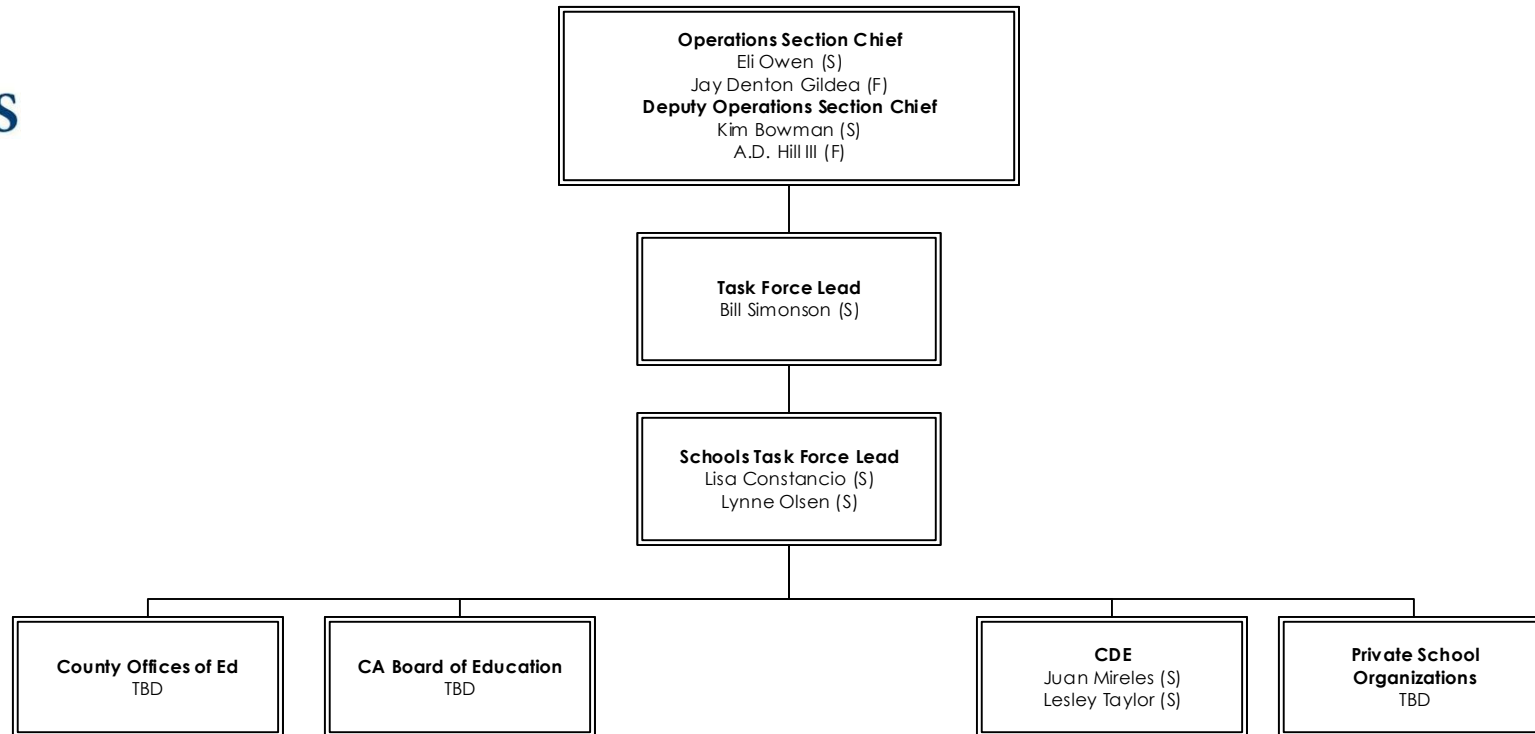 Operations Section Chief
Eli Owen (S)
Jay Denton Gildea (F)
Deputy Operations Section Chief
Kim Bowman (S)
A.D. Hill III (F)
S
Task Force Lead
Bill Simonson (S)
Schools Task Force Lead
Lisa Constancio (S)
Lynne Olsen (S)
County Offices of Ed
TBD
CA Board of Education
TBD
CDE
Juan Mireles (S)
Lesley Taylor (S)
Private School
Organizations
TBD